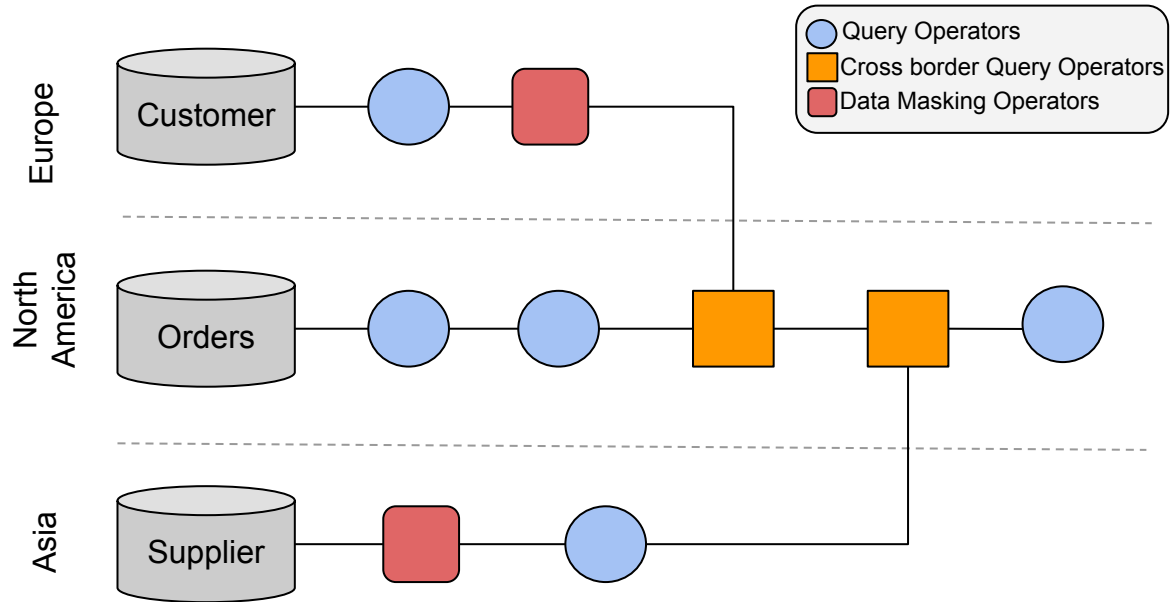 Query Operators
Cross border Query Operators
Data Masking Operators
Europe
Customer
North
America
Orders
Asia
Supplier